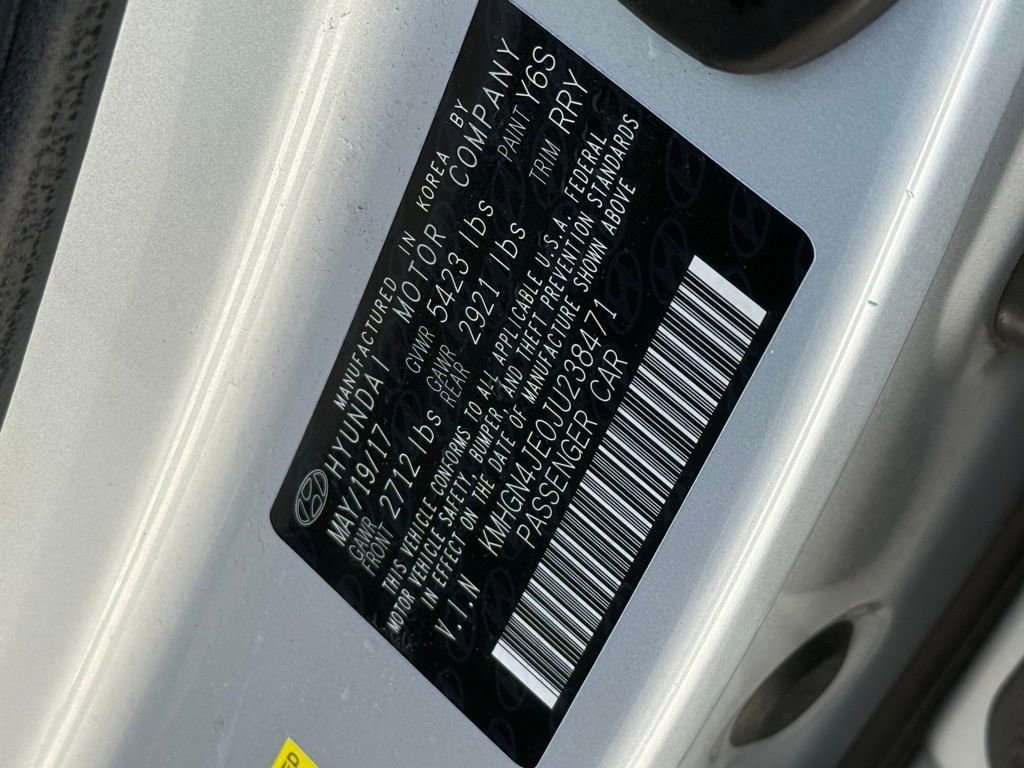 MANUFACTURED IN KOREA BY
HYUNDAI MOTOR COMPANY
MAY/19/17 GVWR 5423 lbs PAINT Y6S
GAWR FRONT 2712 lbs GAWR REAR 2921 lbs TRIM RRY
THIS VEHICLE CONFORMS TO ALL APPLICABLE U.S.A. FEDERAL
MOTOR VEHICLE SAFETY, BUMPER, AND THEFT PREVENTION STANDARDS
IN EFFECT ON THE DATE OF MANUFACTURE SHOWN ABOVE
V.I.N KMHGN4JE0JU238471
PASSENGER CAR